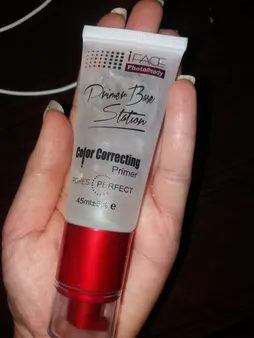 iFACE
PhotoReady
Primer Base
Station
Color Correcting
Primer
PORES PERFECT
45ml± e